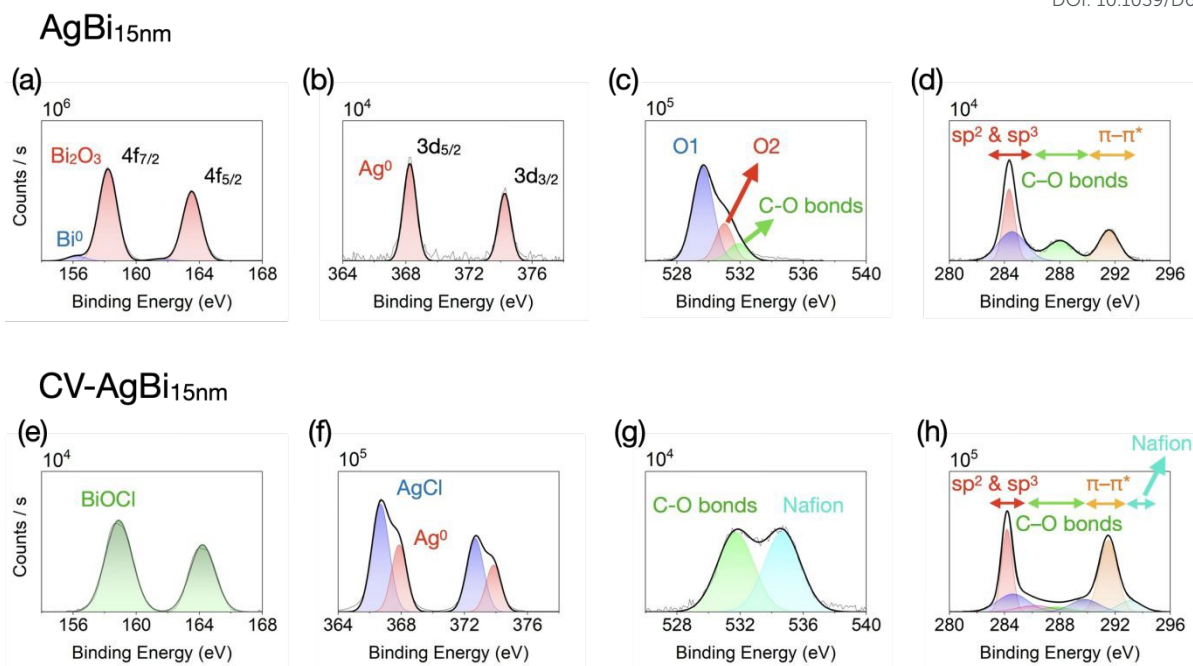 DOI: 10.1039/D0
AgBi15nm
(a) (b) (c) (d)
10^6 10^4 10^5 10^4
Bi2O3 4f7/2 4f5/2 Bi0
Ag0 3d5/2 3d3/2
O1 O2 C-O bonds
sp2 & sp3 π–π* C–O bonds
Counts / s
156 160 164 168
364 368 372 376
528 532 536 540
280 284 288 292 296
Binding Energy (eV) Binding Energy (eV) Binding Energy (eV) Binding Energy (eV)
CV-AgBi15nm
(e) (f) (g) (h)
10^4 10^5 10^4 10^5
BiOCl
AgCl Ag0
C-O bonds Nafion
Nafion sp2 & sp3 π–π* C–O bonds
Counts / s
156 160 164 168
364 368 372 376
528 532 536 540
280 284 288 292 296
Binding Energy (eV) Binding Energy (eV) Binding Energy (eV) Binding Energy (eV)